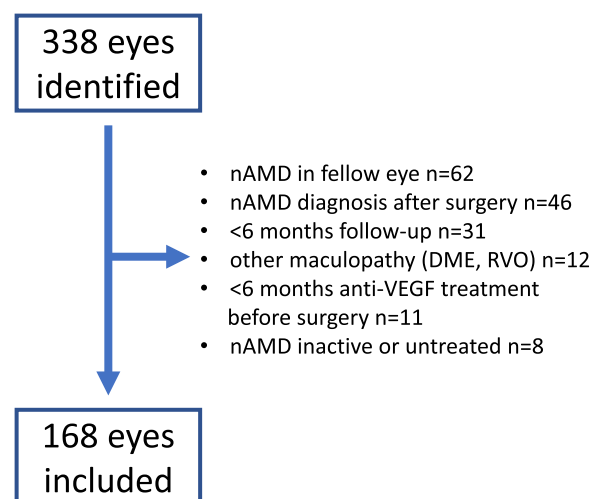 338 eyes
identified
• nAMD in fellow eye n=62
• nAMD diagnosis after surgery n=46
• <6 months follow-up n=31
• other maculopathy (DME, RVO) n=12
• <6 months anti-VEGF treatment
before surgery n=11
• nAMD inactive or untreated n=8
168 eyes
included